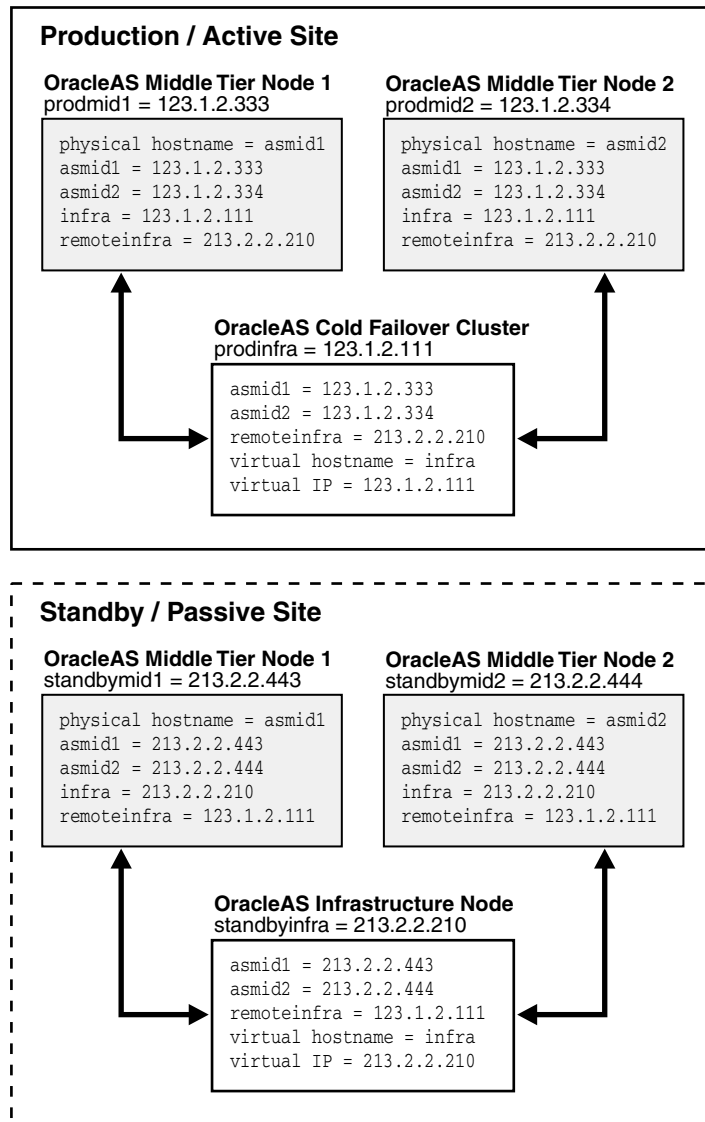 Production / Active Site
OracleAS Middle Tier Node 1
prodmid1 = 123.1.2.333
physical hostname = asmid1
asmid1 = 123.1.2.333
asmid2 = 123.1.2.334
infra = 123.1.2.111
remoteinfra = 213.2.2.210
OracleAS Middle Tier Node 2
prodmid2 = 123.1.2.334
physical hostname = asmid2
asmid1 = 123.1.2.333
asmid2 = 123.1.2.334
infra = 123.1.2.111
remoteinfra = 213.2.2.210
OracleAS Cold Failover Cluster
prodinfra = 123.1.2.111
asmid1 = 123.1.2.333
asmid2 = 123.1.2.334
remoteinfra = 213.2.2.210
virtual hostname = infra
virtual IP = 123.1.2.111
Standby / Passive Site
OracleAS Middle Tier Node 1
standbymid1 = 213.2.2.443
physical hostname = asmid1
asmid1 = 213.2.2.443
asmid2 = 213.2.2.444
infra = 213.2.2.210
remoteinfra = 123.1.2.111
OracleAS Middle Tier Node 2
standbymid2 = 213.2.2.444
physical hostname = asmid2
asmid1 = 213.2.2.443
asmid2 = 213.2.2.444
infra = 213.2.2.210
remoteinfra = 123.1.2.111
OracleAS Infrastructure Node
standbyinfra = 213.2.2.210
asmid1 = 213.2.2.443
asmid2 = 213.2.2.444
remoteinfra = 123.1.2.111
virtual hostname = infra
virtual IP = 213.2.2.210